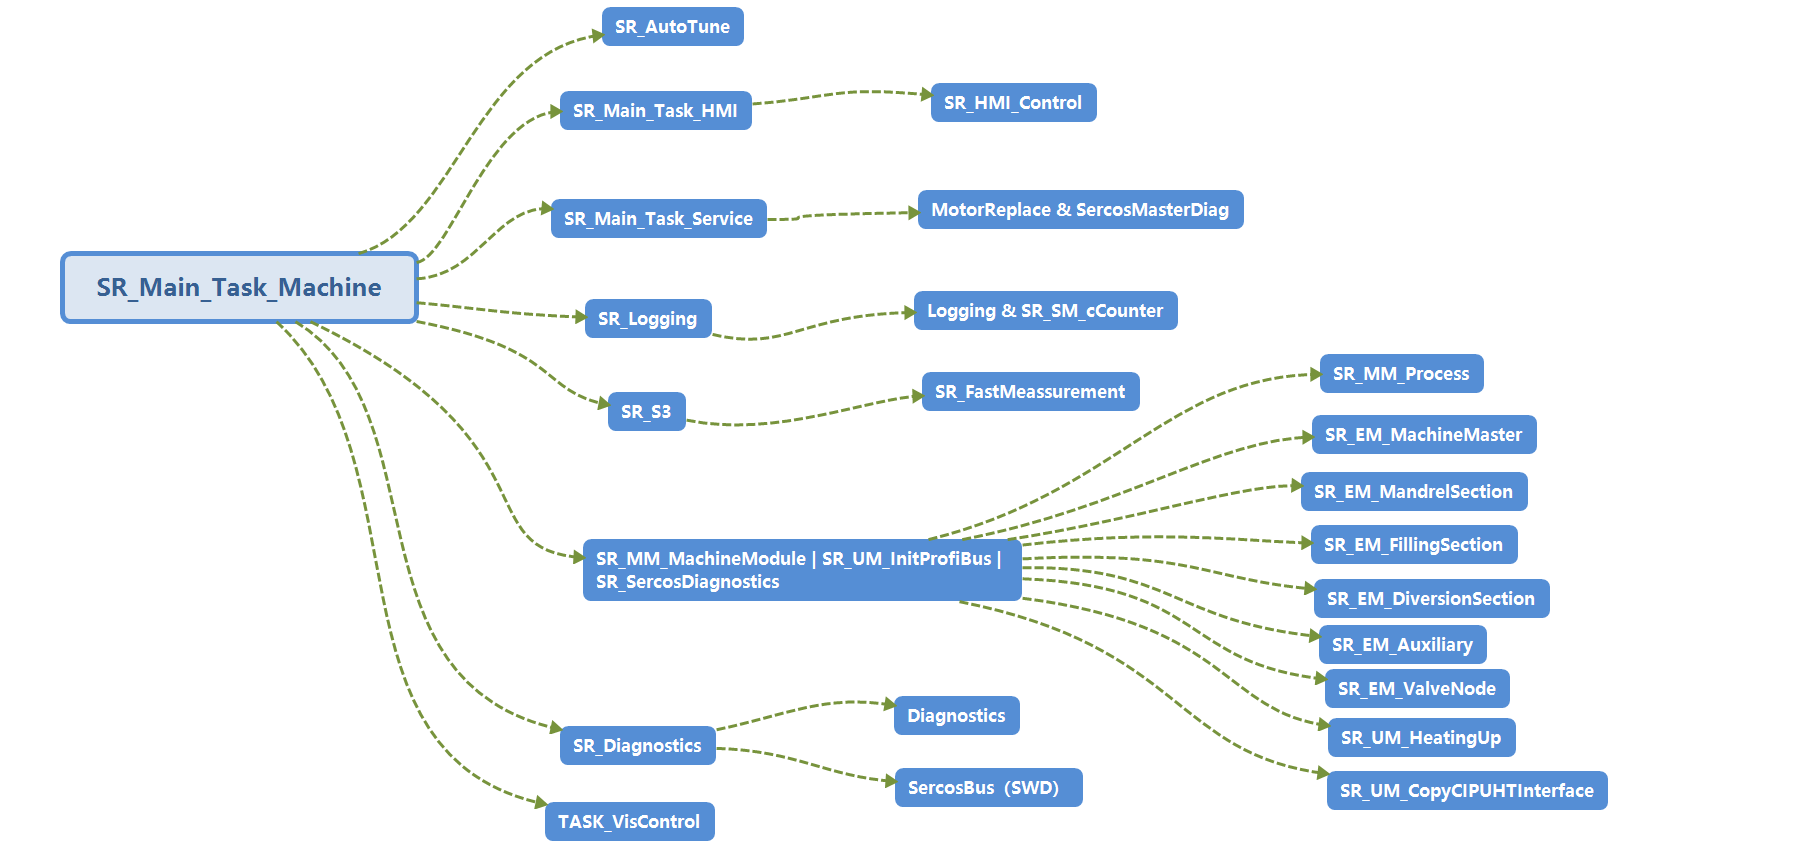 SR_AutoTune
SR_Main_Task_HMI
SR_HMI_Control
SR_Main_Task_Service
MotorReplace & SercosMasterDiag
SR_Main_Task_Machine
SR_Logging
Logging & SR_SM_cCounter
SR_S3
SR_FastMeassurement
SR_MM_MachineModule | SR_UM_InitProfiBus |
SR_SercosDiagnostics
SR_MM_Process
SR_EM_MachineMaster
SR_EM_MandrelSection
SR_EM_FillingSection
SR_EM_DiversionSection
SR_EM_Auxiliary
SR_EM_ValveNode
SR_UM_HeatingUp
SR_UM_CopyCIPUHTInterface
SR_Diagnostics
Diagnostics
SercosBus（SWD）
TASK_VisControl